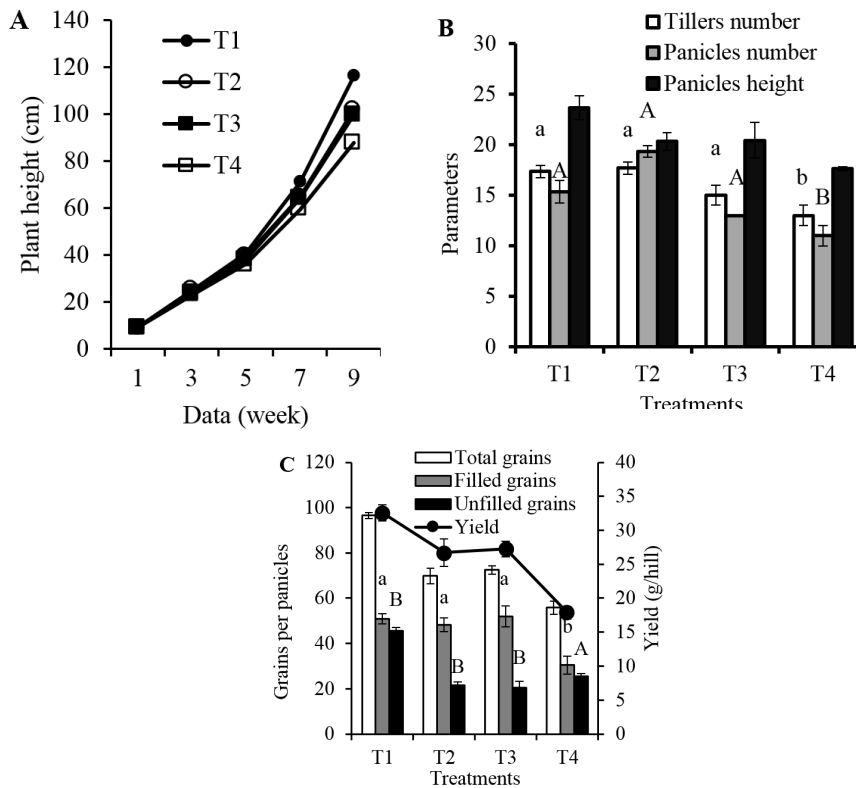 A
140
120
100
80
60
40
20
0
Plant height (cm)
T1
T2
T3
T4
1 3 5 7 9
Data (week)
B
Tillers number
Panicles number
Panicles height
30
25
20
15
10
5
0
Parameters
a A a A a A b B
T1 T2 T3 T4
Treatments
C
Total grains
Filled grains
Unfilled grains
Yield
120
100
80
60
40
20
0
Grains per panicles
a B a B a B b A
40
35
30
25
20
15
10
5
0
Yield (g/hill)
T1 T2 T3 T4
Treatments